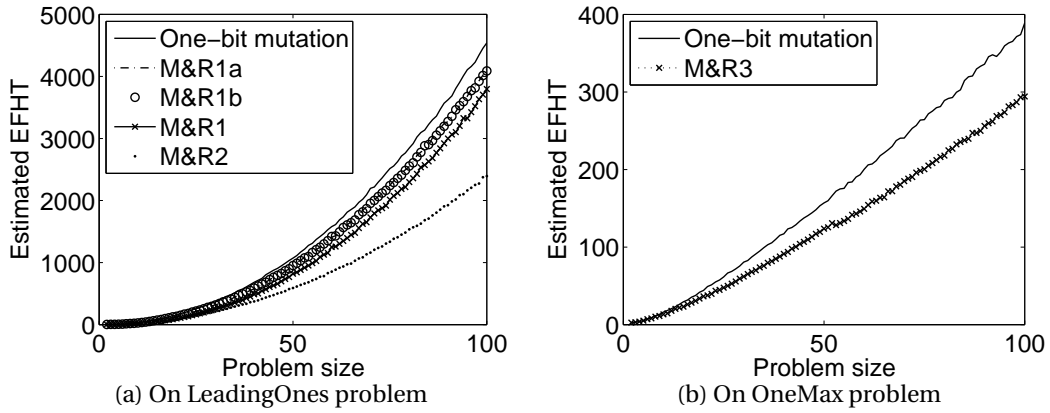 5000
4000
3000
2000
1000
0
Estimated EFHT
One−bit mutation
M&R1a
M&R1b
M&R1
M&R2
0
50
100
Problem size
(a) On LeadingOnes problem
400
300
200
100
0
Estimated EFHT
One−bit mutation
M&R3
0
50
100
Problem size
(b) On OneMax problem